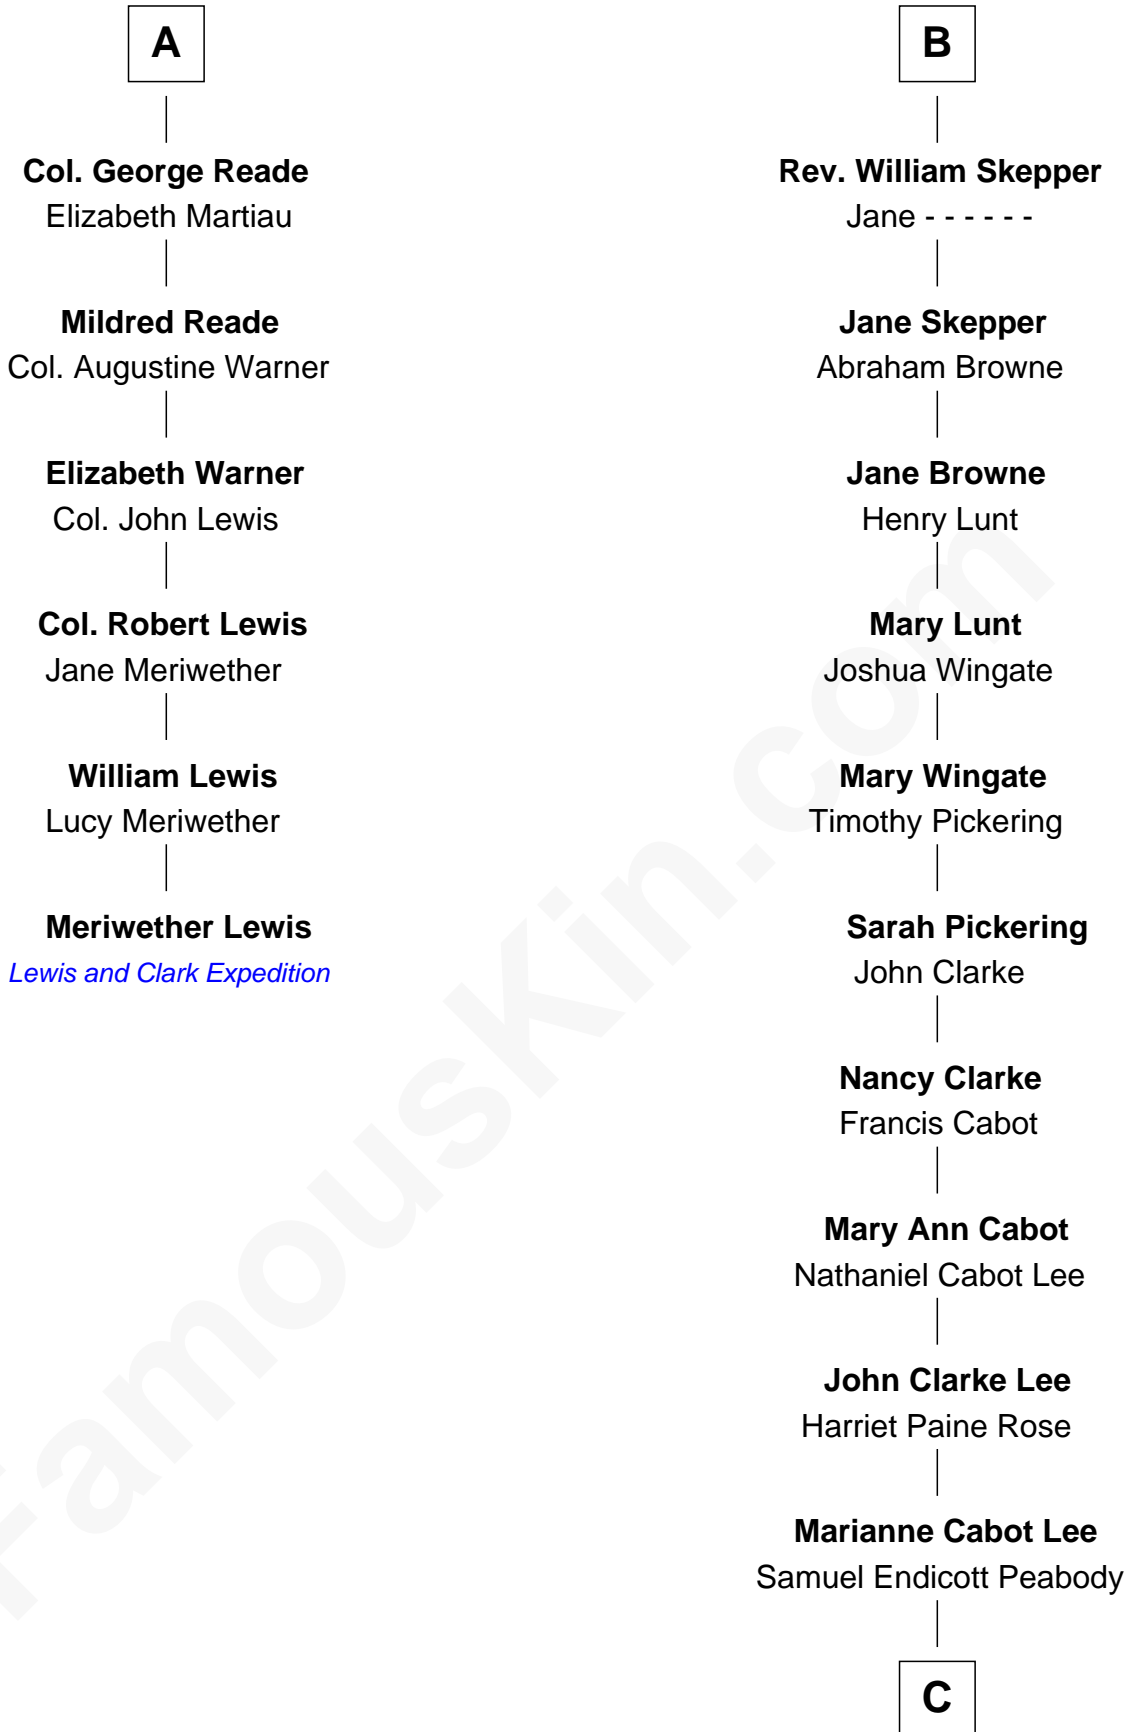 A
Col. George Reade
Elizabeth Martiau
Mildred Reade
Col. Augustine Warner
Elizabeth Warner
Col. John Lewis
Col. Robert Lewis
Jane Meriwether
William Lewis
Lucy Meriwether
Meriwether Lewis
Lewis and Clark Expedition
B
Rev. William Skepper
Jane - - - - - -
Jane Skepper
Abraham Browne
Jane Browne
Henry Lunt
Mary Lunt
Joshua Wingate
Mary Wingate
Timothy Pickering
Sarah Pickering
John Clarke
Nancy Clarke
Francis Cabot
Mary Ann Cabot
Nathaniel Cabot Lee
John Clarke Lee
Harriet Paine Rose
Marianne Cabot Lee
Samuel Endicott Peabody
C
FamousKin.com